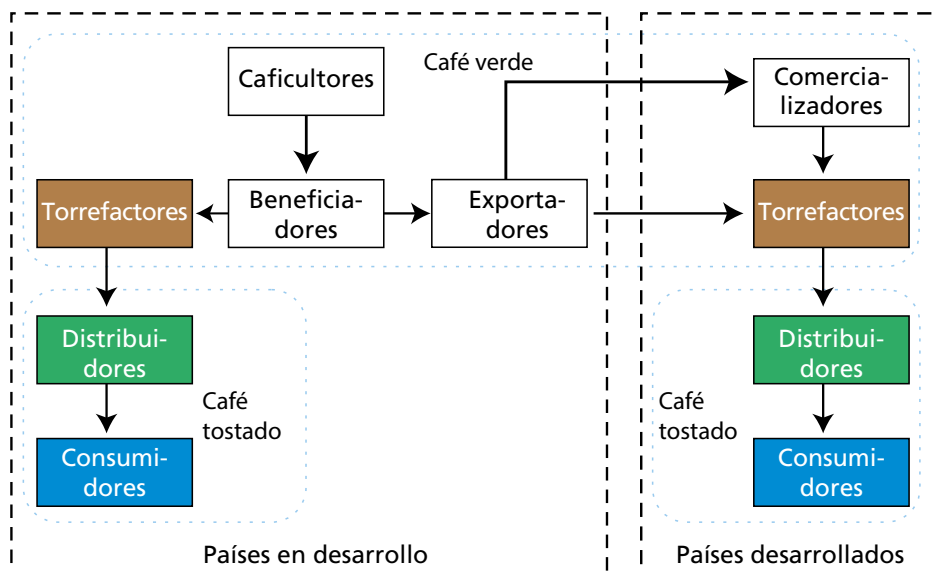 Café verde
Caficultores
Comercia-
lizadores
Torrefactores
Beneficia-
dores
Exporta-
dores
Torrefactores
Distribui-
dores
Distribui-
dores
Café
tostado
Café
tostado
Consumi-
dores
Consumi-
dores
Países en desarrollo
Países desarrollados